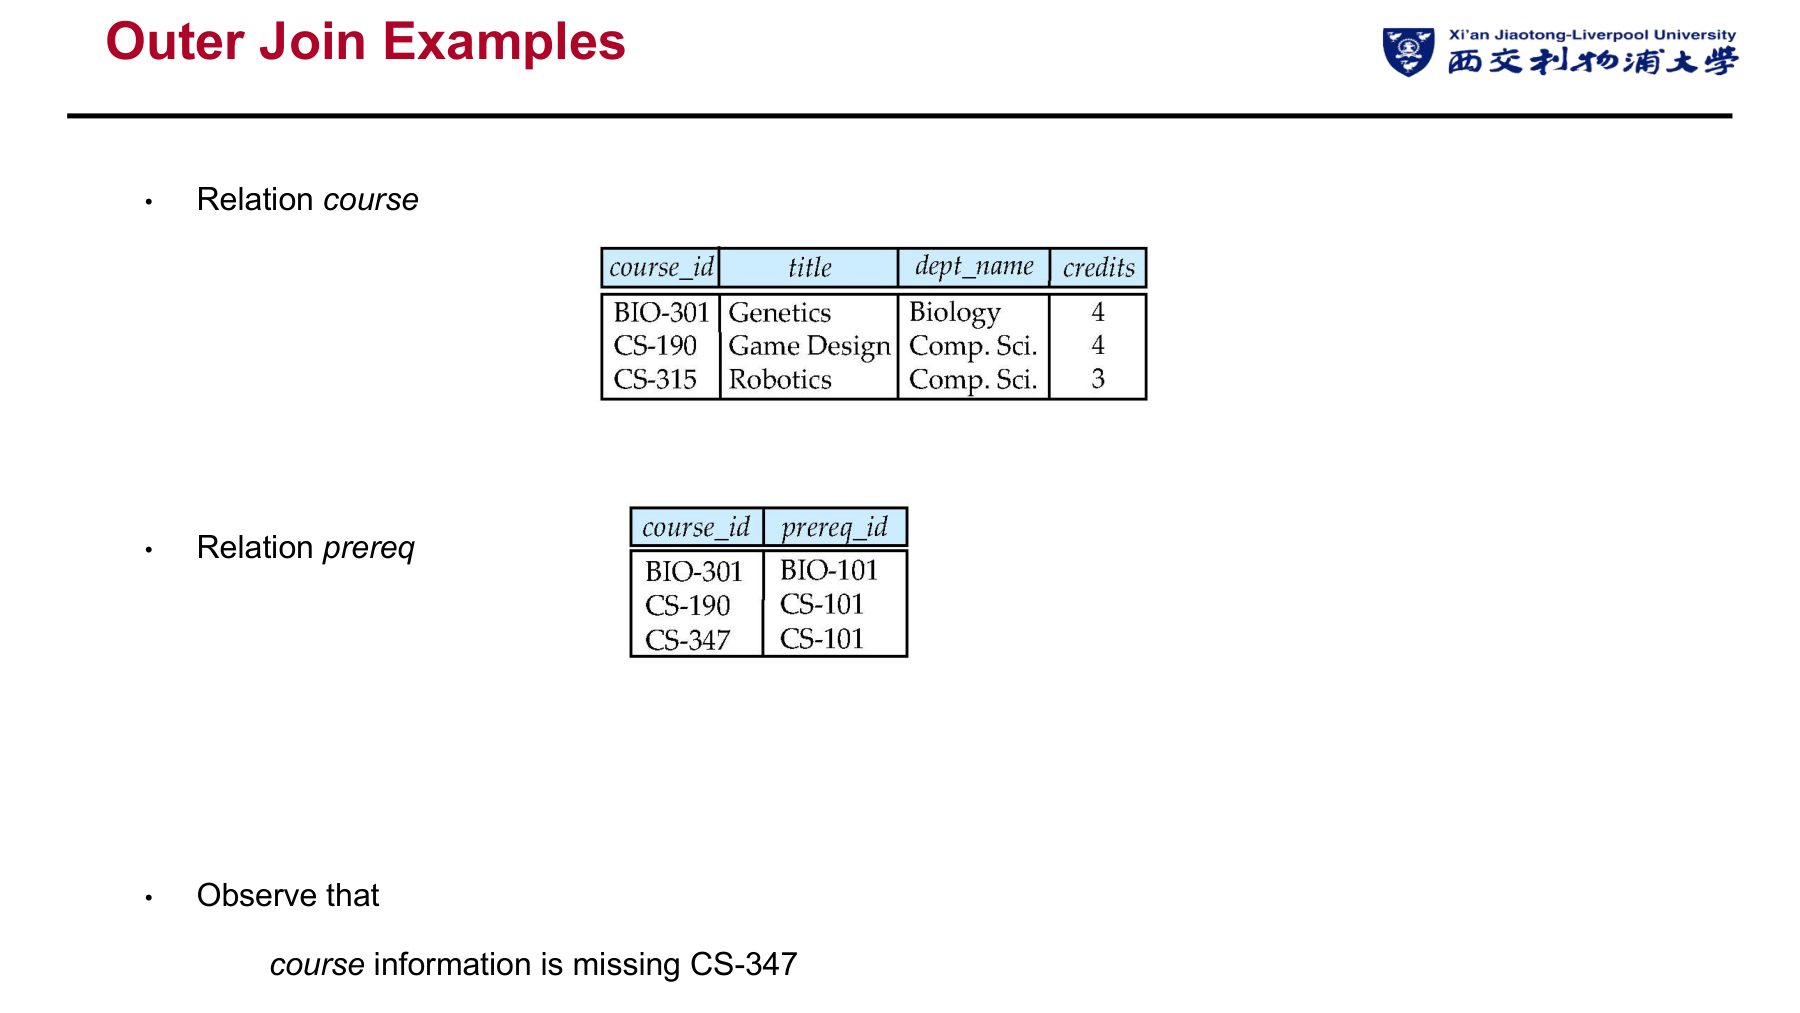 Outer Join Examples
Xi'an Jiaotong-Liverpool University
西交利物浦大學
• Relation course
course_id title dept_name credits
BIO-301 Genetics Biology 4
CS-190 Game Design Comp. Sci. 4
CS-315 Robotics Comp. Sci. 3
• Relation prereq
course_id prereq_id
BIO-301 BIO-101
CS-190 CS-101
CS-347 CS-101
• Observe that
course information is missing CS-347